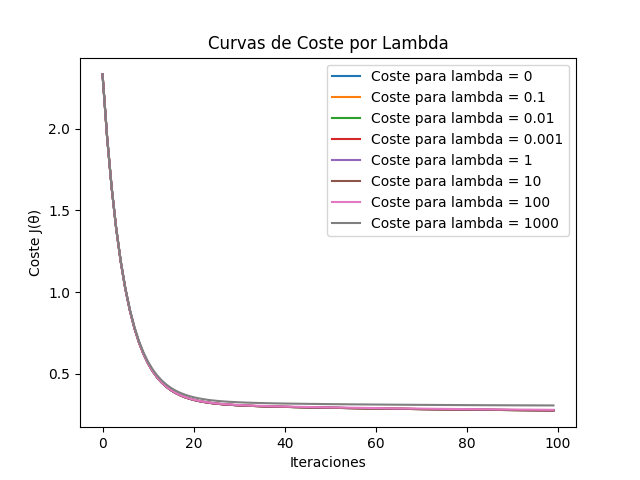 Curvas de Coste por Lambda
Coste para lambda = 0
Coste para lambda = 0.1
Coste para lambda = 0.01
Coste para lambda = 0.001
Coste para lambda = 1
Coste para lambda = 10
Coste para lambda = 100
Coste para lambda = 1000
Coste J(θ)
2.0
1.5
1.0
0.5
0 20 40 60 80 100
Iteraciones